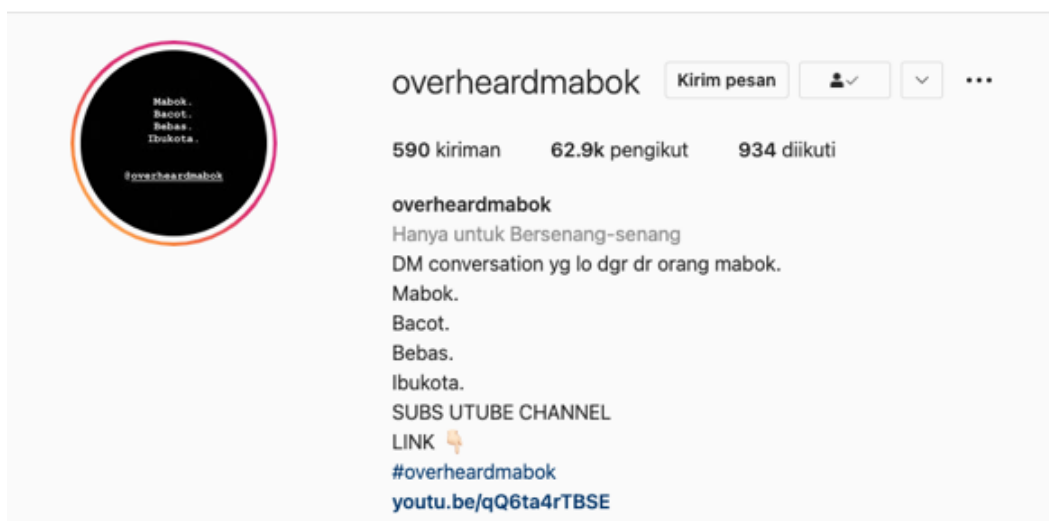 Mabok.
Bacot.
Bebas.
Ibukota.
@overheardmabok
overheardmabok Kirim pesan
590 kiriman 62.9k pengikut 934 diikuti
overheardmabok
Hanya untuk Bersenang-senang
DM conversation yg lo dgr dr orang mabok.
Mabok.
Bacot.
Bebas.
Ibukota.
SUBS UTUBE CHANNEL
LINK 👇🏻
#overheardmabok
youtu.be/qQ6ta4rTBSE